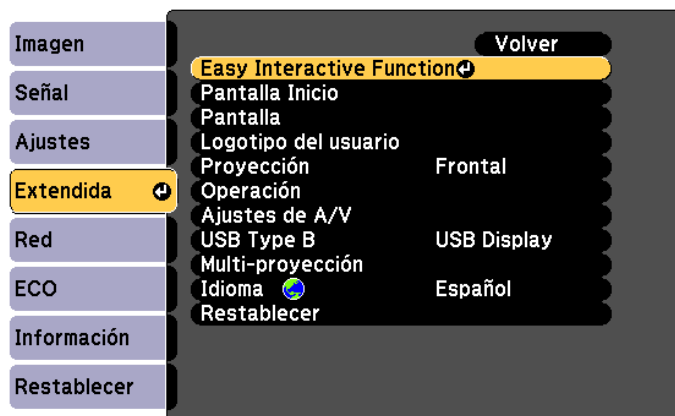 Imagen
Señal
Ajustes
Extendida
Red
ECO
Información
Restablecer
Volver
Easy Interactive Function
Pantalla Inicio
Pantalla
Logotipo del usuario
Proyección Frontal
Operación
Ajustes de A/V
USB Type B USB Display
Multi-proyección
Idioma Español
Restablecer